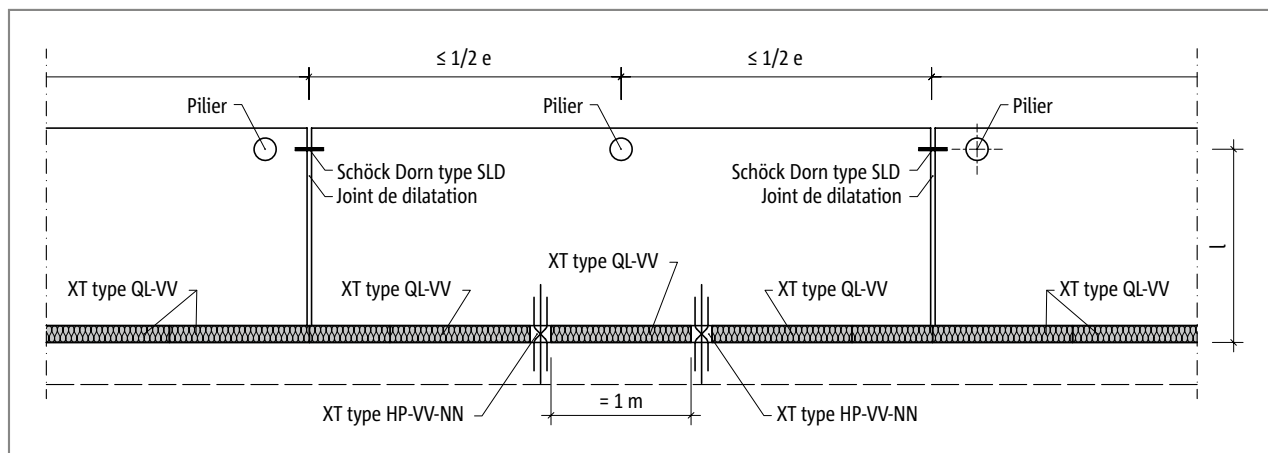 ≤ 1/2 e
≤ 1/2 e
Pilier
Pilier
Pilier
Schöck Dorn type SLD
Joint de dilatation
Schöck Dorn type SLD
Joint de dilatation
l
XT type QL-VV
XT type QL-VV
XT type QL-VV
XT type QL-VV
XT type QL-VV
XT type HP-VV-NN
= 1 m
XT type HP-VV-NN